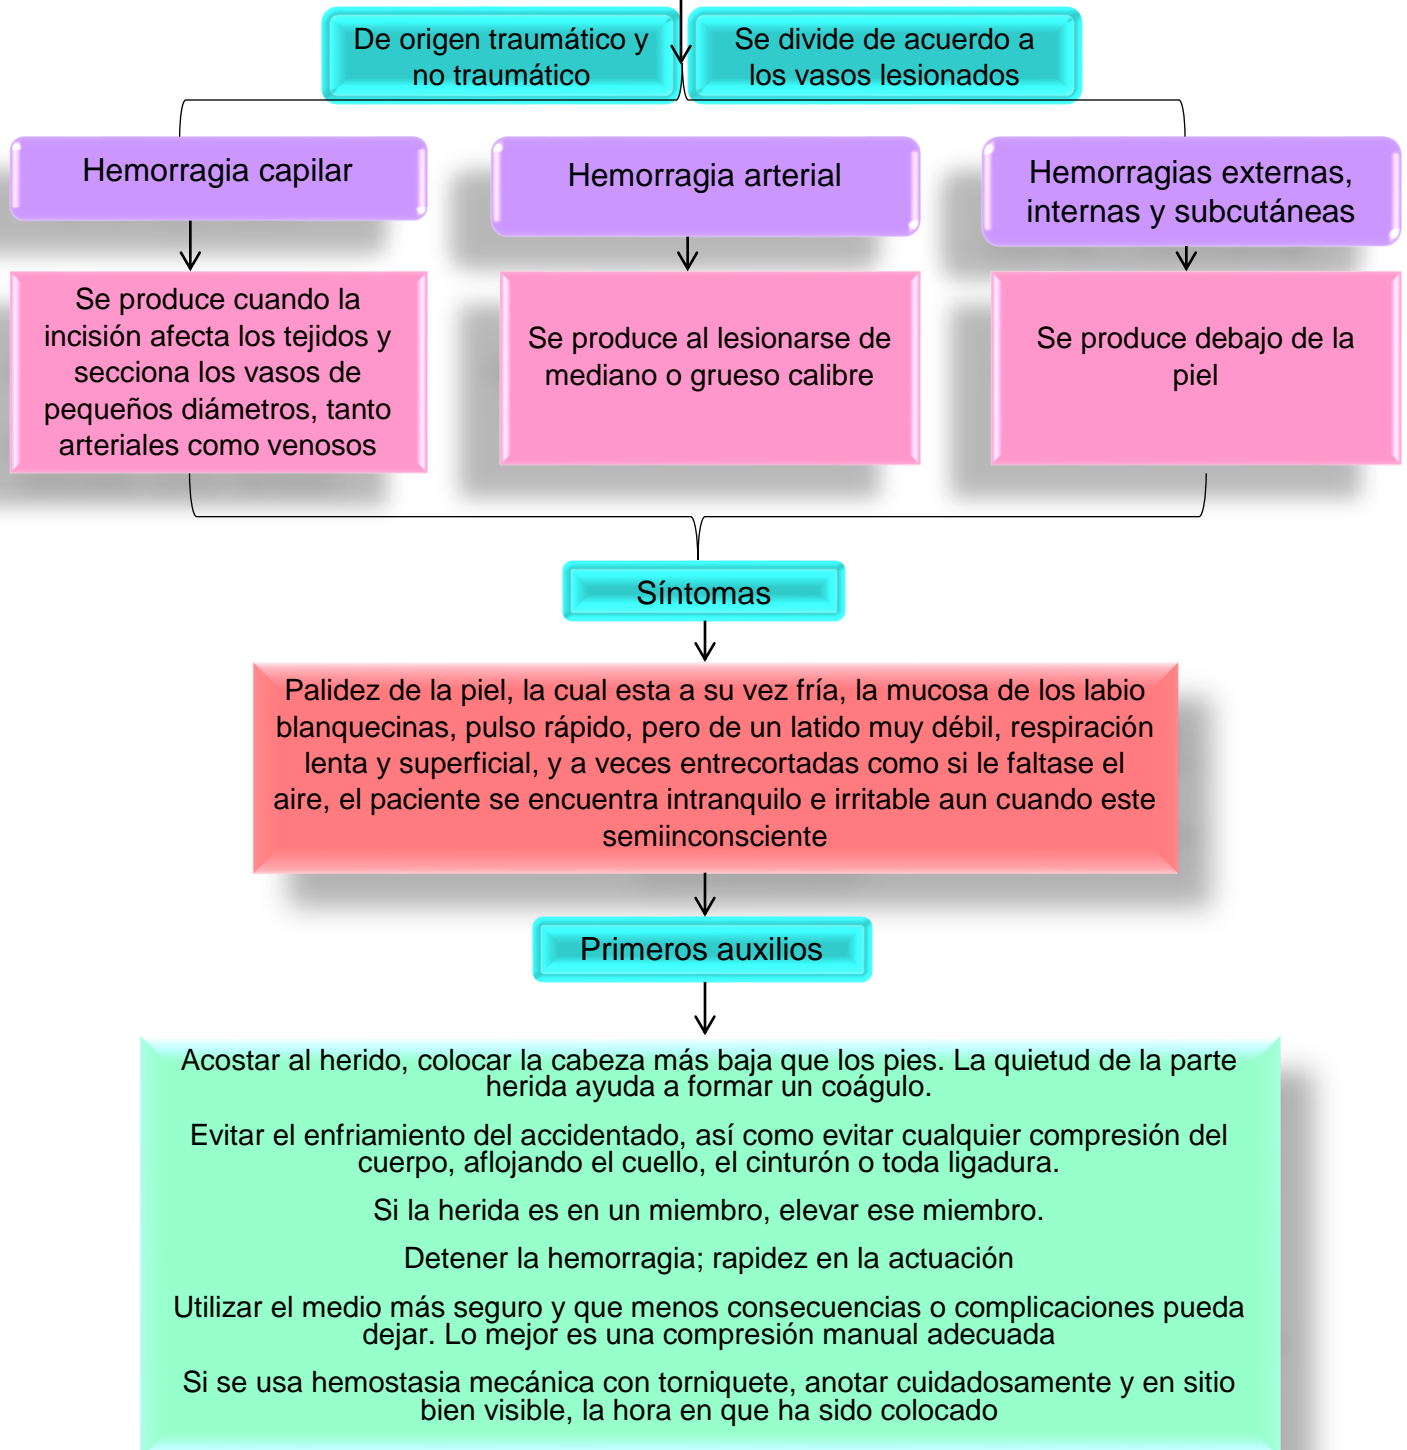 De origen traumático y
no traumático
Se divide de acuerdo a
los vasos lesionados
Hemorragia capilar
Hemorragia arterial
Hemorragias externas,
internas y subcutáneas
Se produce cuando la
incisión afecta los tejidos y
secciona los vasos de
pequeños diámetros, tanto
arteriales como venosos
Se produce al lesionarse de
mediano o grueso calibre
Se produce debajo de la
piel
Síntomas
Palidez de la piel, la cual esta a su vez fría, la mucosa de los labio
blanquecinas, pulso rápido, pero de un latido muy débil, respiración
lenta y superficial, y a veces entrecortadas como si le faltase el
aire, el paciente se encuentra intranquilo e irritable aun cuando este
semiinconsciente
Primeros auxilios
Acostar al herido, colocar la cabeza más baja que los pies. La quietud de la parte
herida ayuda a formar un coágulo.
Evitar el enfriamiento del accidentado, así como evitar cualquier compresión del
cuerpo, aflojando el cuello, el cinturón o toda ligadura.
Si la herida es en un miembro, elevar ese miembro.
Detener la hemorragia; rapidez en la actuación
Utilizar el medio más seguro y que menos consecuencias o complicaciones pueda
dejar. Lo mejor es una compresión manual adecuada
Si se usa hemostasia mecánica con torniquete, anotar cuidadosamente y en sitio
bien visible, la hora en que ha sido colocado